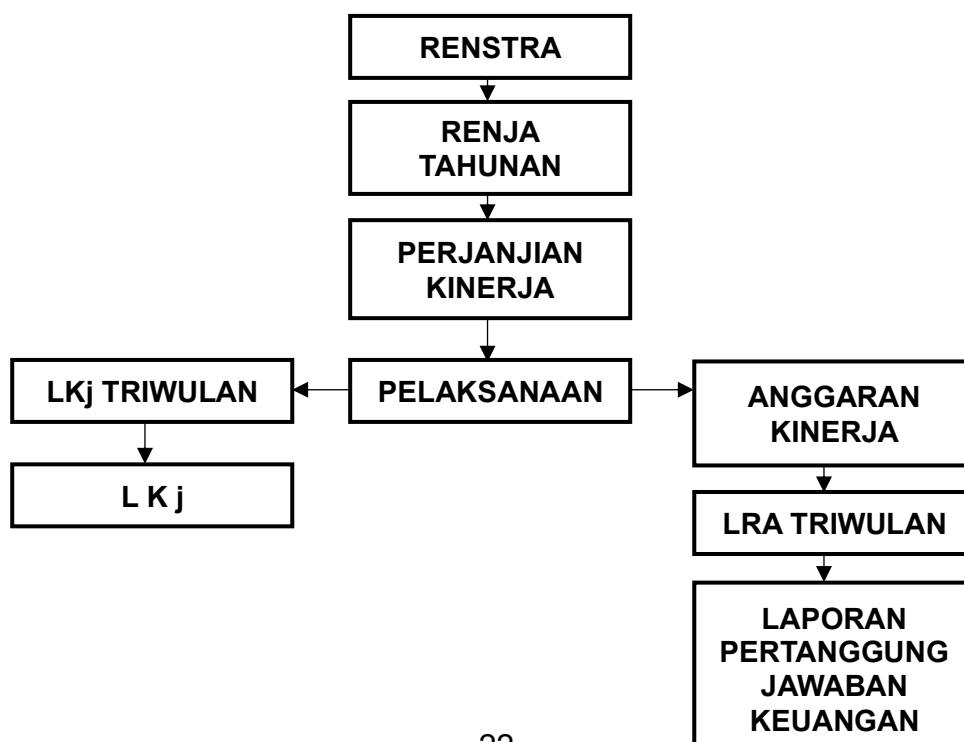 RENSTRA
RENJA
TAHUNAN
PERJANJIAN
KINERJA
LKj TRIWULAN
PELAKSANAAN
ANGGARAN
KINERJA
L K j
LRA TRIWULAN
LAPORAN
PERTANGGUNG
JAWABAN
KEUANGAN